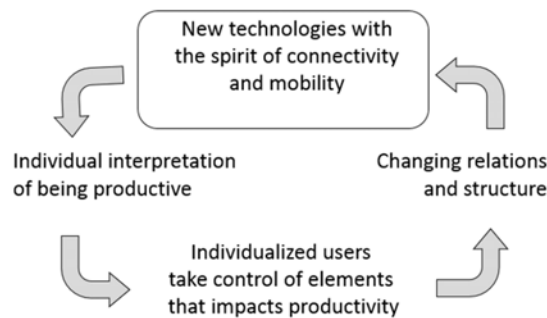 New technologies with
the spirit of connectivity
and mobility
Individual interpretation
of being productive
Changing relations
and structure
Individualized users
take control of elements
that impacts productivity